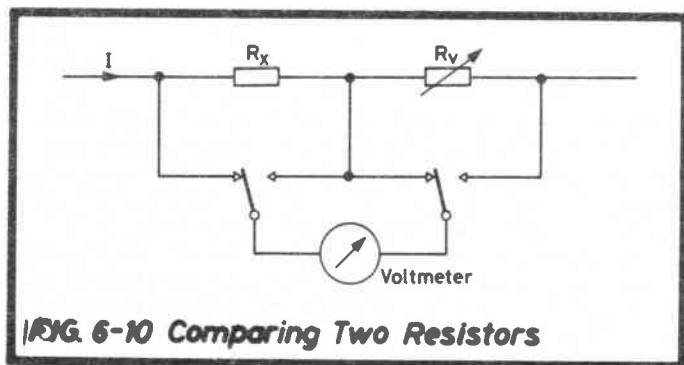 I
Rx
Rv
Voltmeter
FIG. 6-10 Comparing Two Resistors